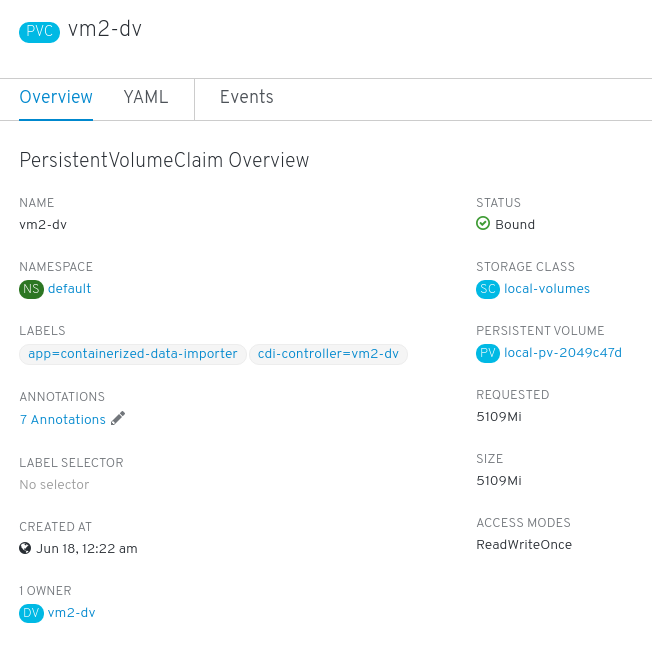 PVC vm2-dv
Overview YAML Events
PersistentVolumeClaim Overview
NAME
vm2-dv
NAMESPACE
NS default
LABELS
app=containerized-data-importer cdi-controller=vm2-dv
ANNOTATIONS
7 Annotations
LABEL SELECTOR
No selector
CREATED AT
Jun 18, 12:22 am
1 OWNER
DV vm2-dv
STATUS
Bound
STORAGE CLASS
SC local-volumes
PERSISTENT VOLUME
PV local-pv-2049c47d
REQUESTED
5109Mi
SIZE
5109Mi
ACCESS MODES
ReadWriteOnce